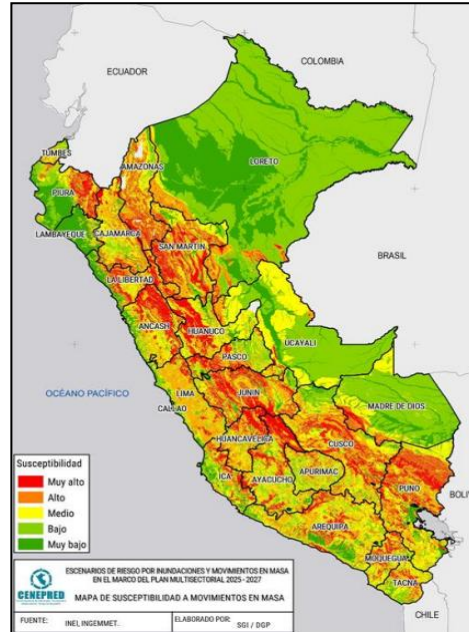 COLOMBIA
ECUADOR
TUMBES
LORETO
AMAZONAS
PIURA
LAMBAYEQUE
CAJAMARCA
SAN MARTIN
BRASIL
LA LIBERTAD
ANCASH
HUANUCO
UCAYALI
PASCO
OCÉANO PACÍFICO
LIMA
JUNIN
CALLAO
MADRE DE DIOS
HUANCAVELICA
CUSCO
ICA
AYACUCHO
APURIMAC
PUNO
BOLIV
AREQUIPA
MOQUEGUA
TACNA
CHILE
Susceptibilidad
Muy alto
Alto
Medio
Bajo
Muy bajo
CENEPRED
ESCENARIOS DE RIESGO POR INUNDACIONES Y MOVIMIENTOS EN MASA
EN EL MARCO DEL PLAN MULTISECTORIAL 2025 - 2027
MAPA DE SUSCEPTIBILIDAD A MOVIMIENTOS EN MASA
FUENTE: INEI, INGEMMET.
ELABORADO POR: SGI / DGP